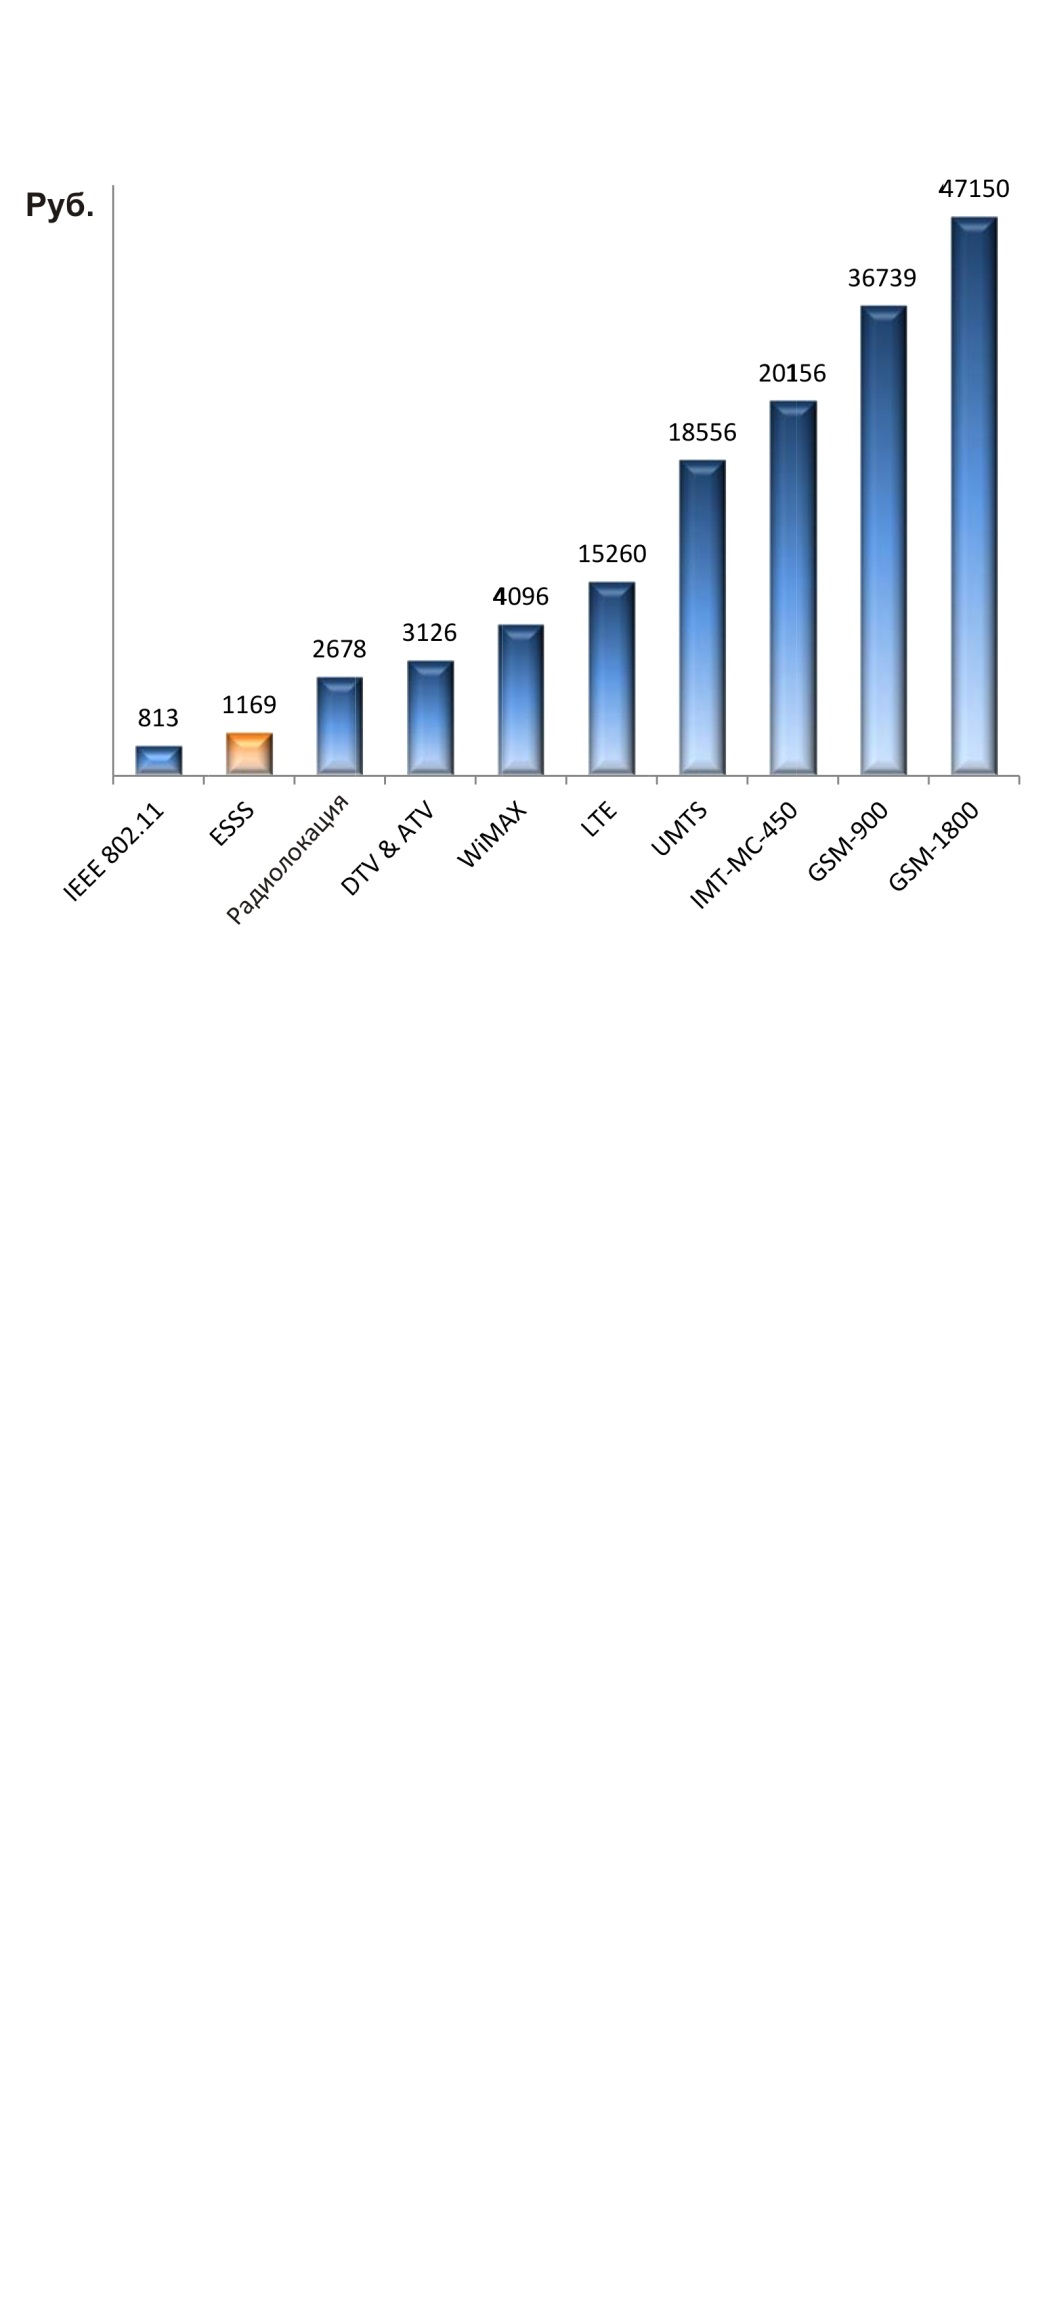 47150
Руб.
36739
20156
18556
15260
4096
3126
2678
1169
813
IEEE 802.11
ESSS
Радиолокация
DTV & ATV
WiMAX
LTE
UMTS
IMT-MC-450
GSM-900
GSM-1800